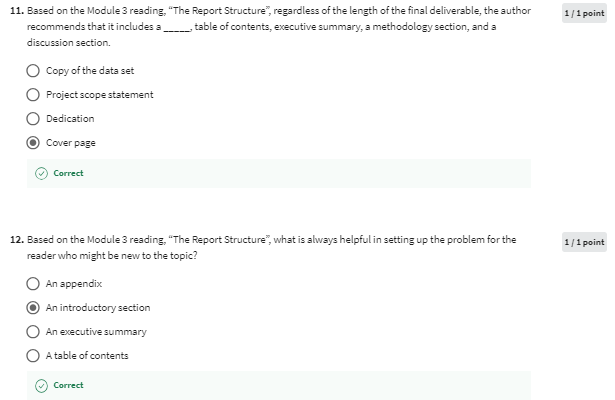 11. Based on the Module 3 reading, "The Report Structure", regardless of the length of the final deliverable, the author
1 / 1 point
recommends that it includes a _____, table of contents, executive summary, a methodology section, and a
discussion section.
Copy of the data set
Project scope statement
Dedication
Cover page
Correct
12. Based on the Module 3 reading, "The Report Structure", what is always helpful in setting up the problem for the
1 / 1 point
reader who might be new to the topic?
An appendix
An introductory section
An executive summary
A table of contents
Correct